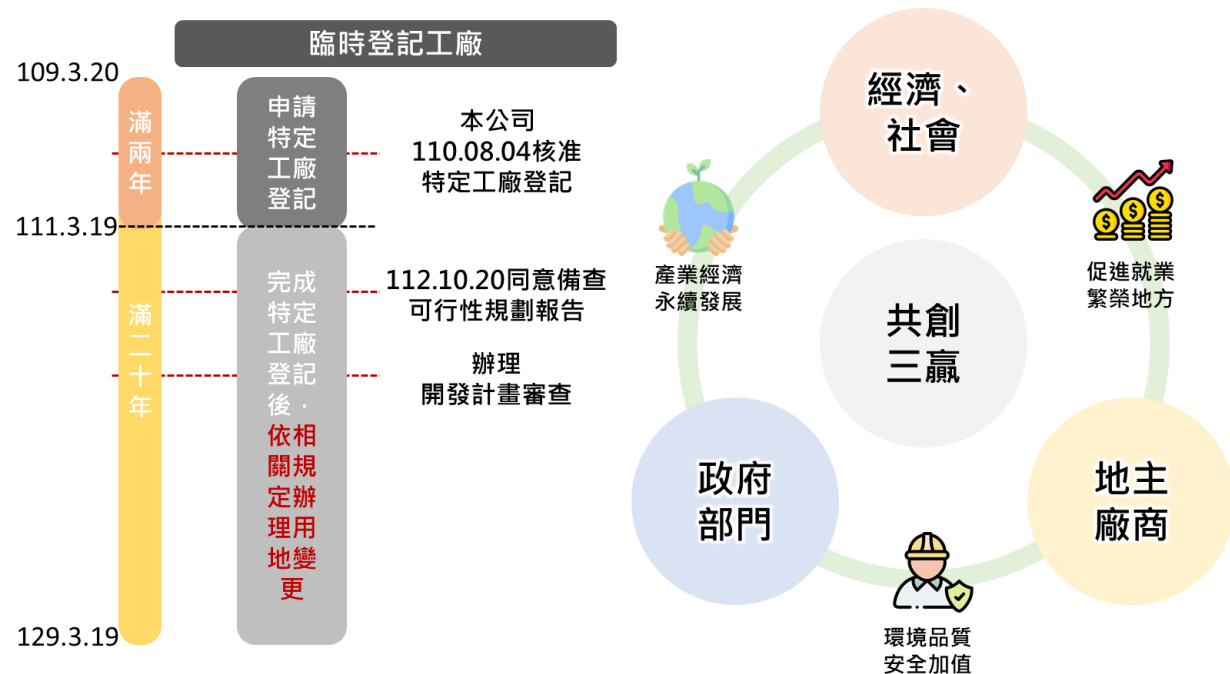 臨時登記工廠
109.3.20
滿兩年
申請
特定
工廠
登記
本公司
110.08.04核准
特定工廠登記
111.3.19
滿二十年
完成
特定
工廠
登記
後，
依相
關規
定辦
理用
地變
更
112.10.20同意備查
可行性規劃報告
辦理
開發計畫審查
129.3.19
經濟、
社會
產業經濟
永續發展
促進就業
繁榮地方
共創
三贏
政府
部門
地主
廠商
環境品質
安全加值